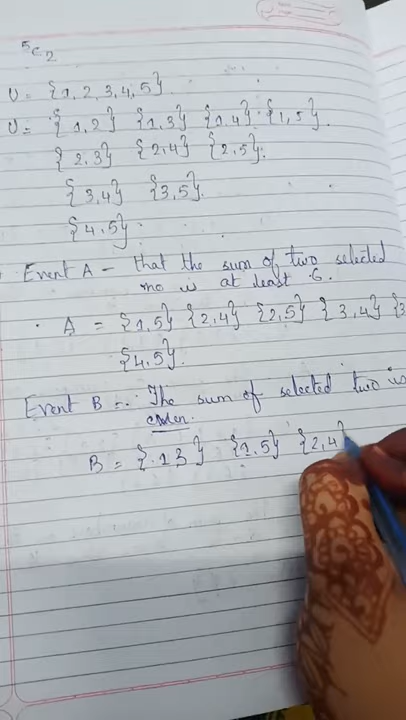 ⁵C₂
U = {1,2,3,4,5}
U = {1,2} {1,3} {1,4} {1,5}
{2,3} {2,4} {2,5}
{3,4} {3,5}
{4,5}
Event A - that the sum of two selected
no is at least 6.
A = {1,5} {2,4} {2,5} {3,4} {3
{4,5}
Event B - The sum of selected two is
even.
B = {1 3} {1,5} {2,4